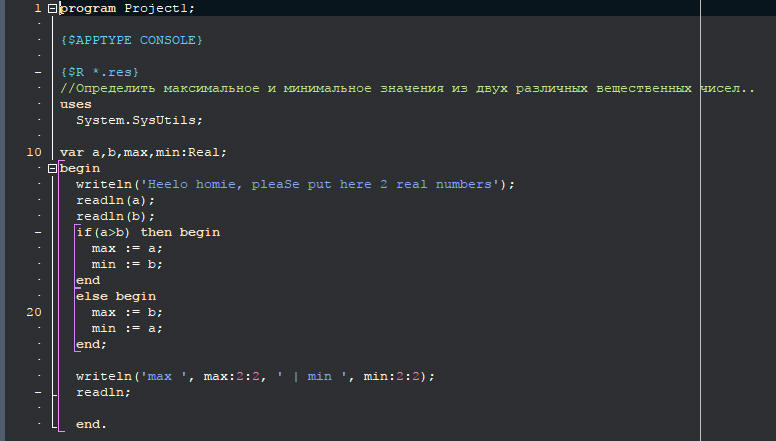 1 program Project1;
{$APPTYPE CONSOLE}
{$R *.res}
//Определить максимальное и минимальное значения из двух различных вещественных чисел..
uses
System.SysUtils;
10 var a,b,max,min:Real;
begin
writeln('Heelo homie, pleaSe put here 2 real numbers');
readln(a);
readln(b);
if(a>b) then begin
max := a;
min := b;
end
else begin
20 max := b;
min := a;
end;
writeln('max ', max:2:2, ' | min ', min:2:2);
readln;
end.